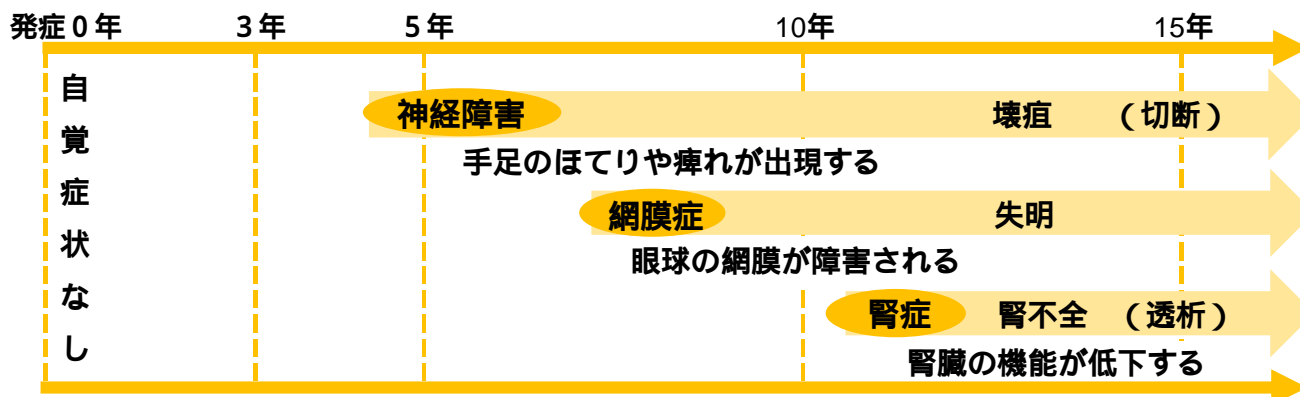 発症0年 3年 5年 10年 15年
自覚症状なし
神経障害 壊疽 (切断)
手足のほてりや痺れが出現する
網膜症 失明
眼球の網膜が障害される
腎症 腎不全 (透析)
腎臓の機能が低下する